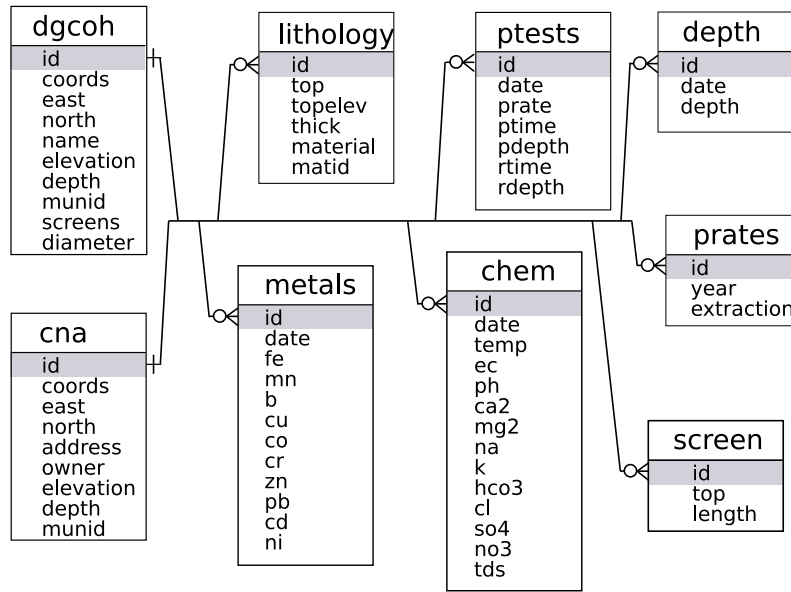 dgcoh
id
coords
east
north
name
elevation
depth
munid
screens
diameter
lithology
id
top
topelev
thick
material
matid
ptests
id
date
prate
ptime
pdepth
rtime
rdepth
depth
id
date
depth
prates
id
year
extraction
cna
id
coords
east
north
address
owner
elevation
depth
munid
metals
id
date
fe
mn
b
cu
co
cr
zn
pb
cd
ni
chem
id
date
temp
ec
ph
ca2
mg2
na
k
hco3
cl
so4
no3
tds
screen
id
top
length